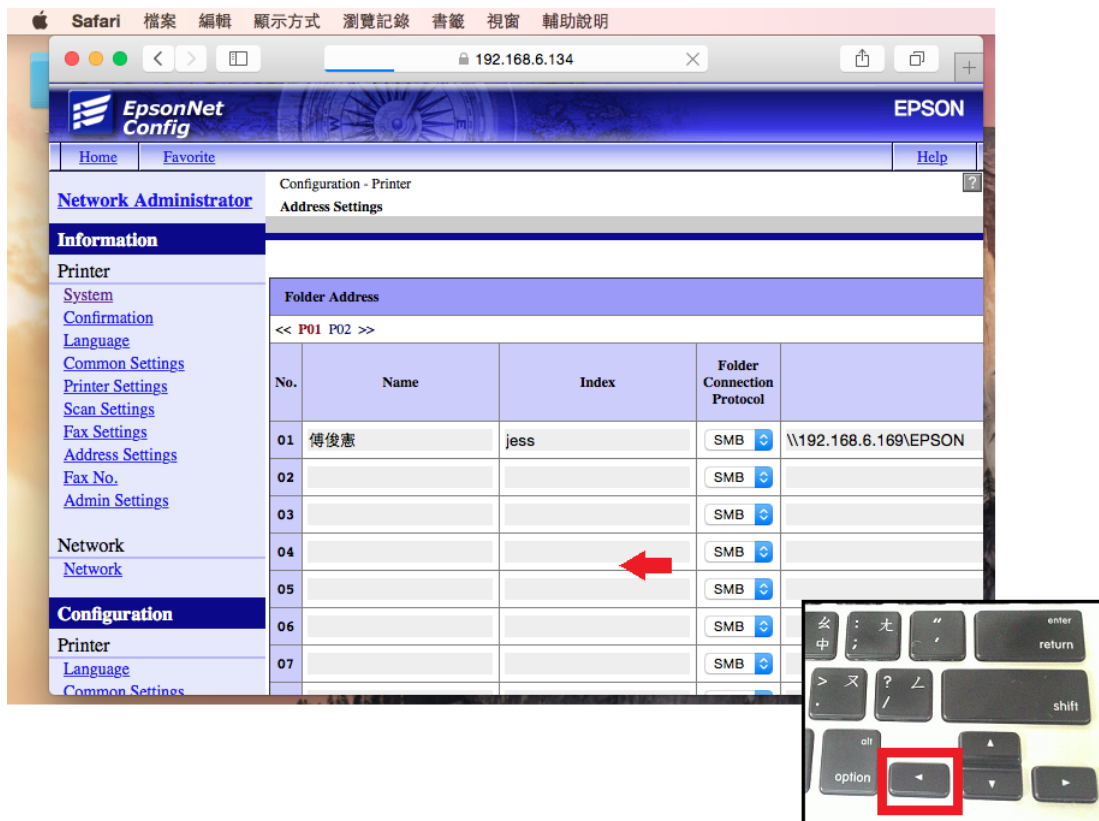 Safari 檔案 編輯 顯示方式 瀏覽記錄 書籤 視窗 輔助說明
192.168.6.134
EpsonNet
Config
EPSON
Home Favorite Help
Network Administrator
Configuration - Printer
?
Address Settings
Information
Printer
System
Confirmation
Language
Common Settings
Printer Settings
Scan Settings
Fax Settings
Address Settings
Fax No.
Admin Settings
Network
Network
Configuration
Printer
Language
Common Settings
Folder Address
<< P01 P02 >>
No. Name Index Folder Connection Protocol
01 傅俊憲 jess SMB \\192.168.6.169\EPSON
02 SMB
03 SMB
04 SMB
05 SMB
06 SMB
07 SMB
ㄠ : ㄤ " enter
中 ; ' return
> ㄡ ? ㄥ
. / shift
alt
option